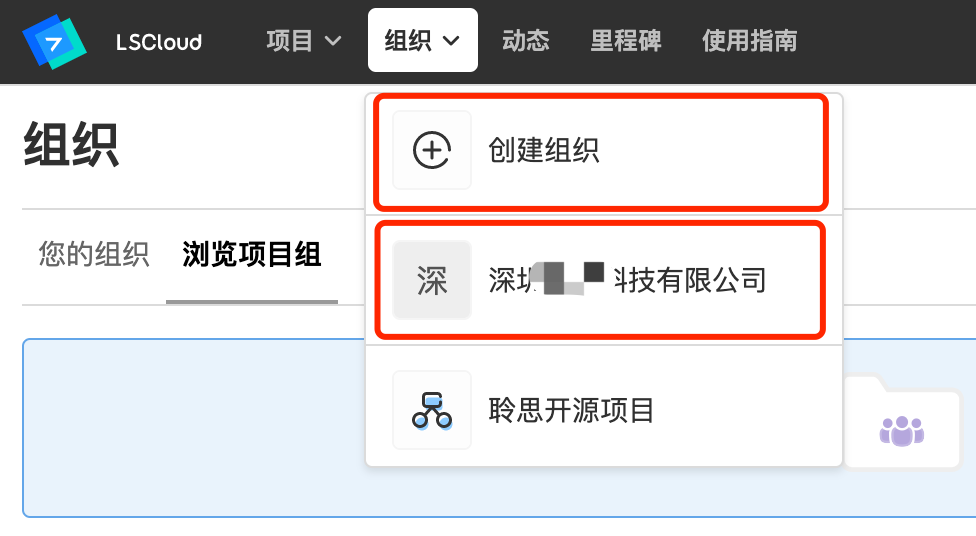 LSCloud 项目 组织 动态 里程碑 使用指南
组织
创建组织
您的组织 浏览项目组
深 深圳 科技有限公司
聆思开源项目